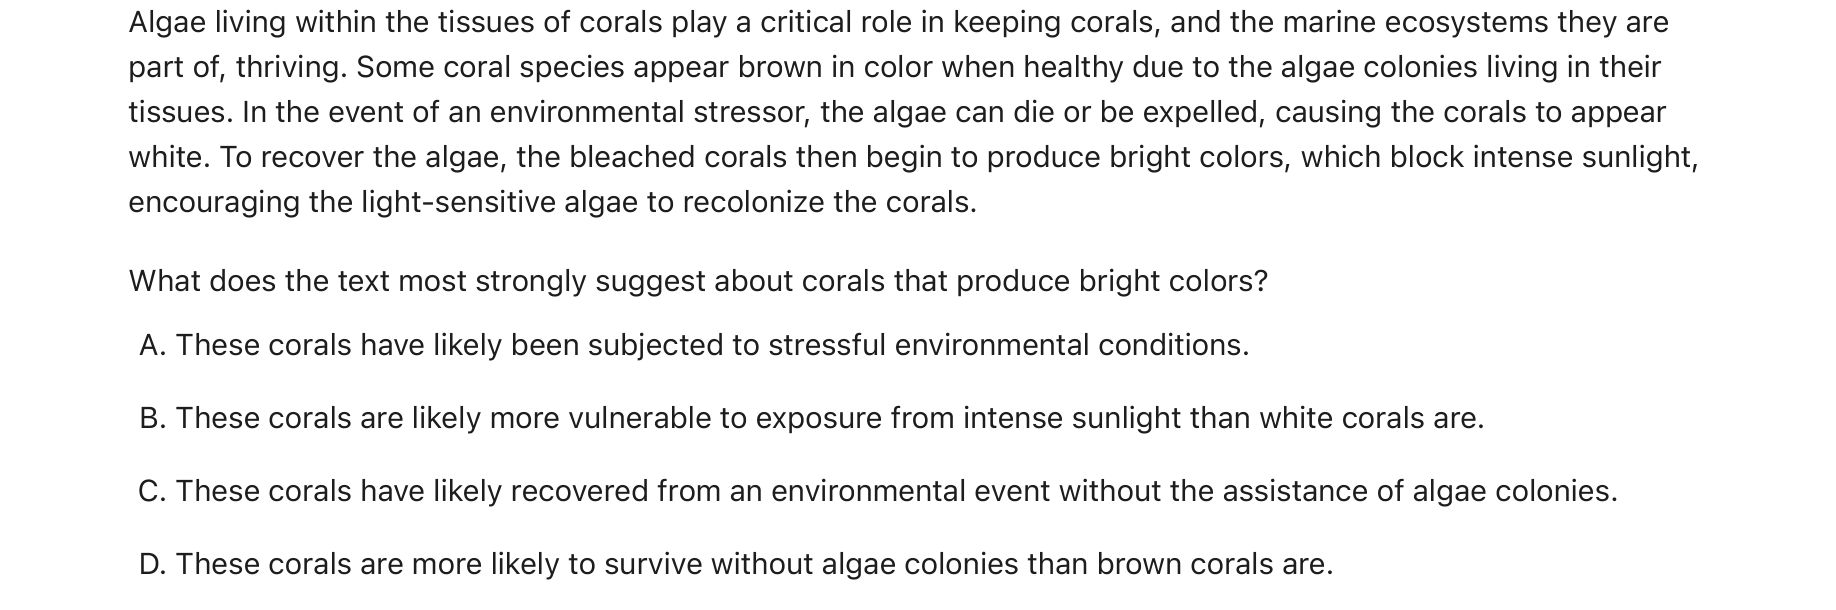 Algae living within the tissues of corals play a critical role in keeping corals, and the marine ecosystems they are
part of, thriving. Some coral species appear brown in color when healthy due to the algae colonies living in their
tissues. In the event of an environmental stressor, the algae can die or be expelled, causing the corals to appear
white. To recover the algae, the bleached corals then begin to produce bright colors, which block intense sunlight,
encouraging the light-sensitive algae to recolonize the corals.
What does the text most strongly suggest about corals that produce bright colors?
A. These corals have likely been subjected to stressful environmental conditions.
B. These corals are likely more vulnerable to exposure from intense sunlight than white corals are.
C. These corals have likely recovered from an environmental event without the assistance of algae colonies.
D. These corals are more likely to survive without algae colonies than brown corals are.